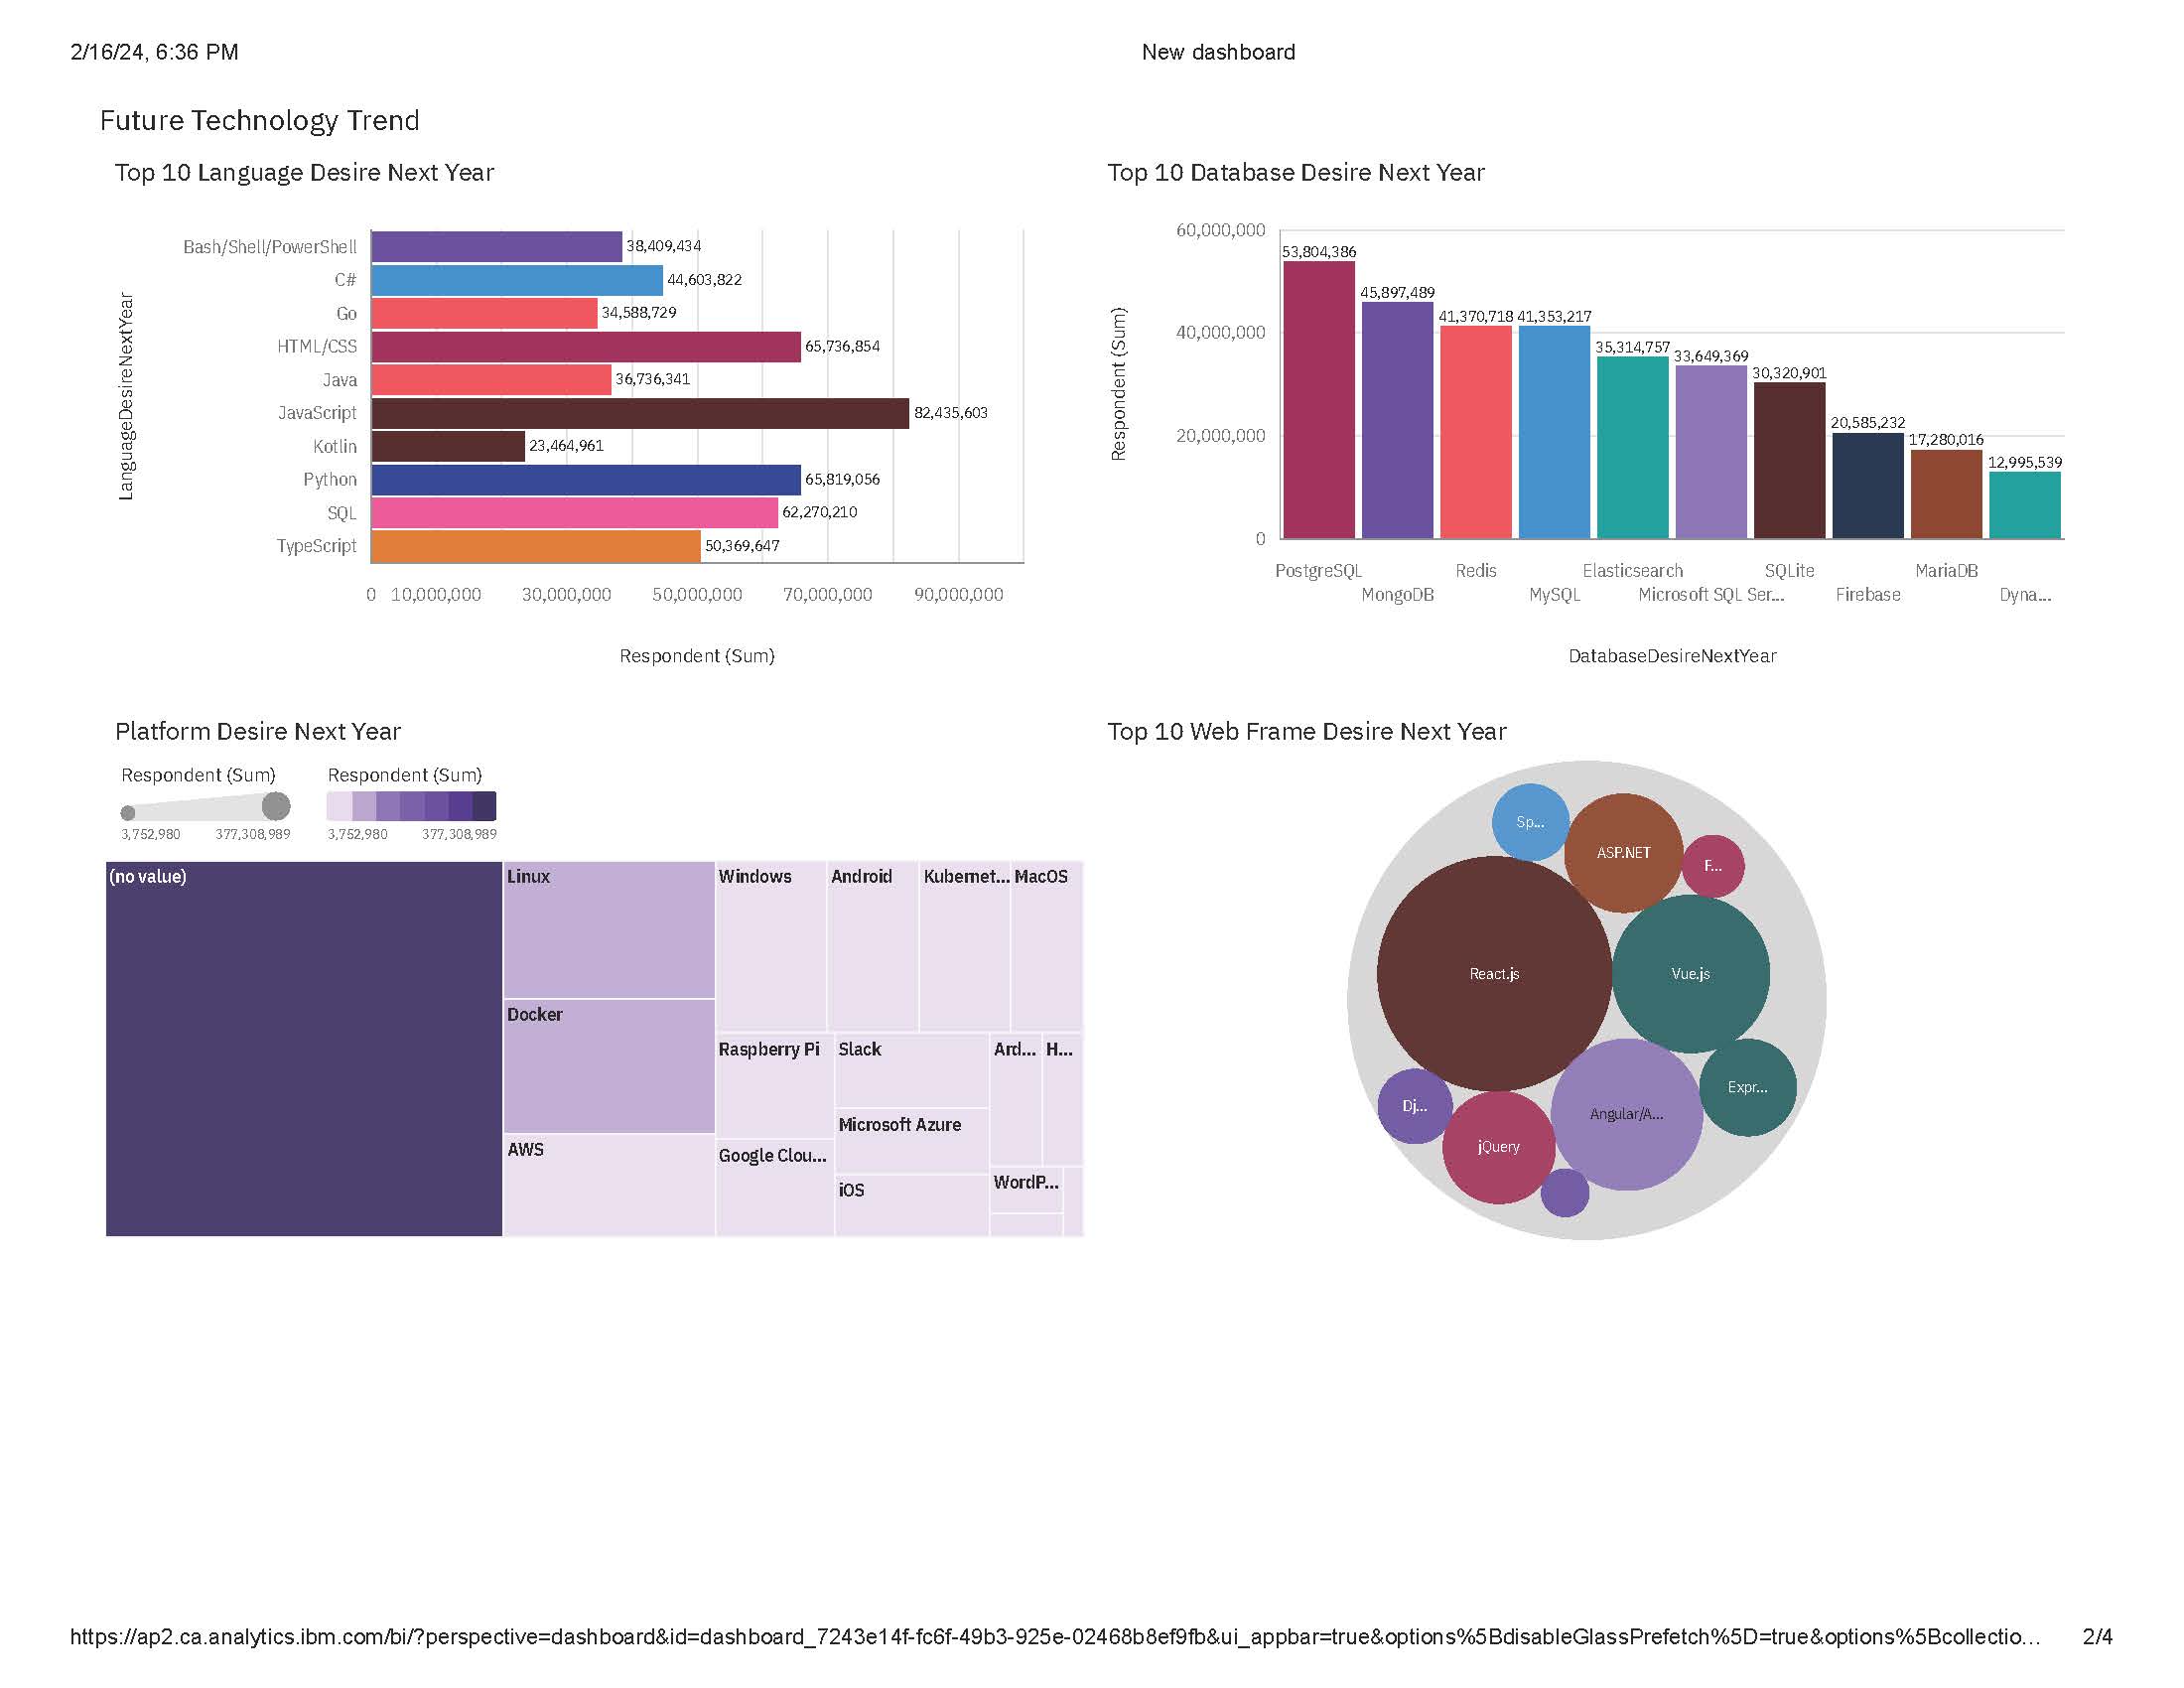 2/16/24, 6:36 PM New dashboard
Future Technology Trend
Top 10 Language Desire Next Year
LanguageDesireNextYear
Bash/Shell/PowerShell 38,409,434
C# 44,603,822
Go 34,588,729
HTML/CSS 65,736,854
Java 36,736,341
JavaScript 82,435,603
Kotlin 23,464,961
Python 65,819,056
SQL 62,270,210
TypeScript 50,369,647
0 10,000,000 30,000,000 50,000,000 70,000,000 90,000,000
Respondent (Sum)
Top 10 Database Desire Next Year
Respondent (Sum)
60,000,000
40,000,000
20,000,000
0
53,804,386
45,897,489
41,370,718
41,353,217
35,314,757
33,649,369
30,320,901
20,585,232
17,280,016
12,995,539
PostgreSQL Redis Elasticsearch SQLite MariaDB
MongoDB MySQL Microsoft SQL Ser... Firebase Dyna...
DatabaseDesireNextYear
Platform Desire Next Year
Respondent (Sum) Respondent (Sum)
3,752,980 377,308,989 3,752,980 377,308,989
(no value) Linux Windows Android Kubernet... MacOS
Docker
Raspberry Pi Slack Ard... H...
Microsoft Azure
AWS Google Clou...
iOS WordP...
Top 10 Web Frame Desire Next Year
Sp...
ASP.NET
F...
React.js
Vue.js
Expr...
Dj...
Angular/A...
jQuery
https://ap2.ca.analytics.ibm.com/bi/?perspective=dashboard&id=dashboard_7243e14f-fc6f-49b3-925e-02468b8ef9fb&ui_appbar=true&options%5BdisableGlassPrefetch%5D=true&options%5Bcollectio... 2/4